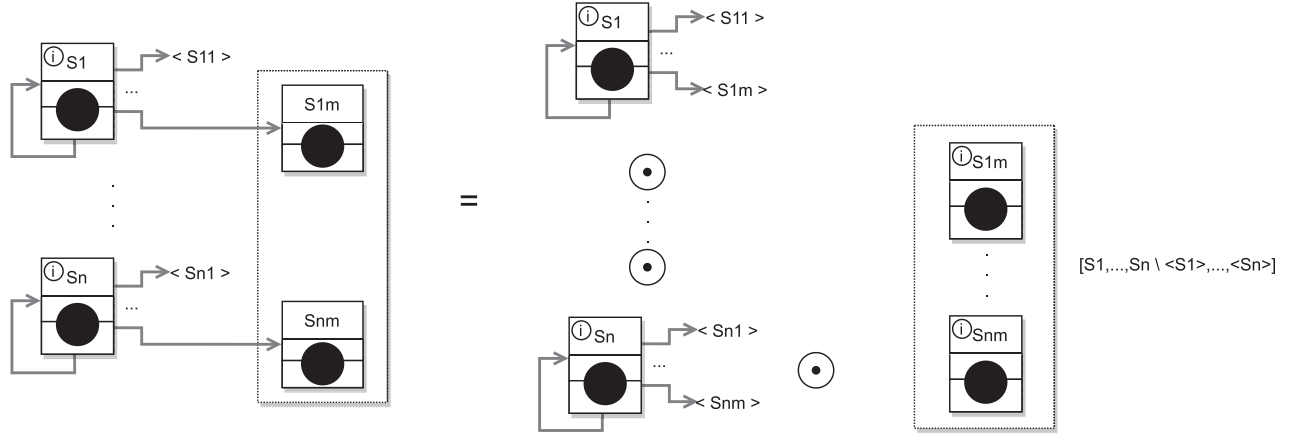 i S1
< S11 >
...
S1m
.
.
.
i Sn
< Sn1 >
...
Snm
=
i S1
< S11 >
...
< S1m >
.
.
.
i Sn
< Sn1 >
...
< Snm >
i S1m
.
.
.
i Snm
[S1,...,Sn \ <S1>,...,<Sn>]